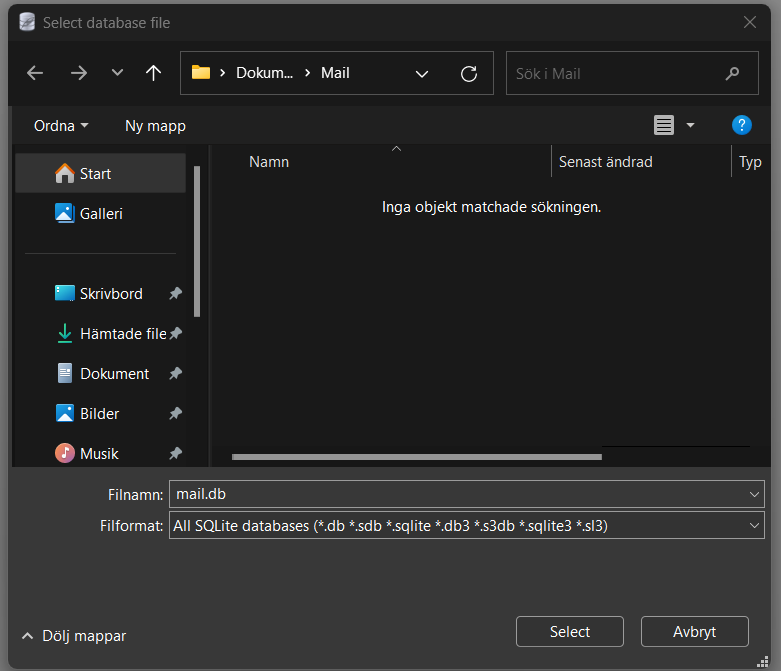 Select database file
Dokum... Mail
Sök i Mail
Ordna Ny mapp
?
Namn Senast ändrad Typ
Inga objekt matchade sökningen.
Start
Galleri
Skrivbord
Hämtade file
Dokument
Bilder
Musik
Filnamn: mail.db
Filformat: All SQLite databases (*.db *.sdb *.sqlite *.db3 *.s3db *.sqlite3 *.sl3)
Dölj mappar Select Avbryt